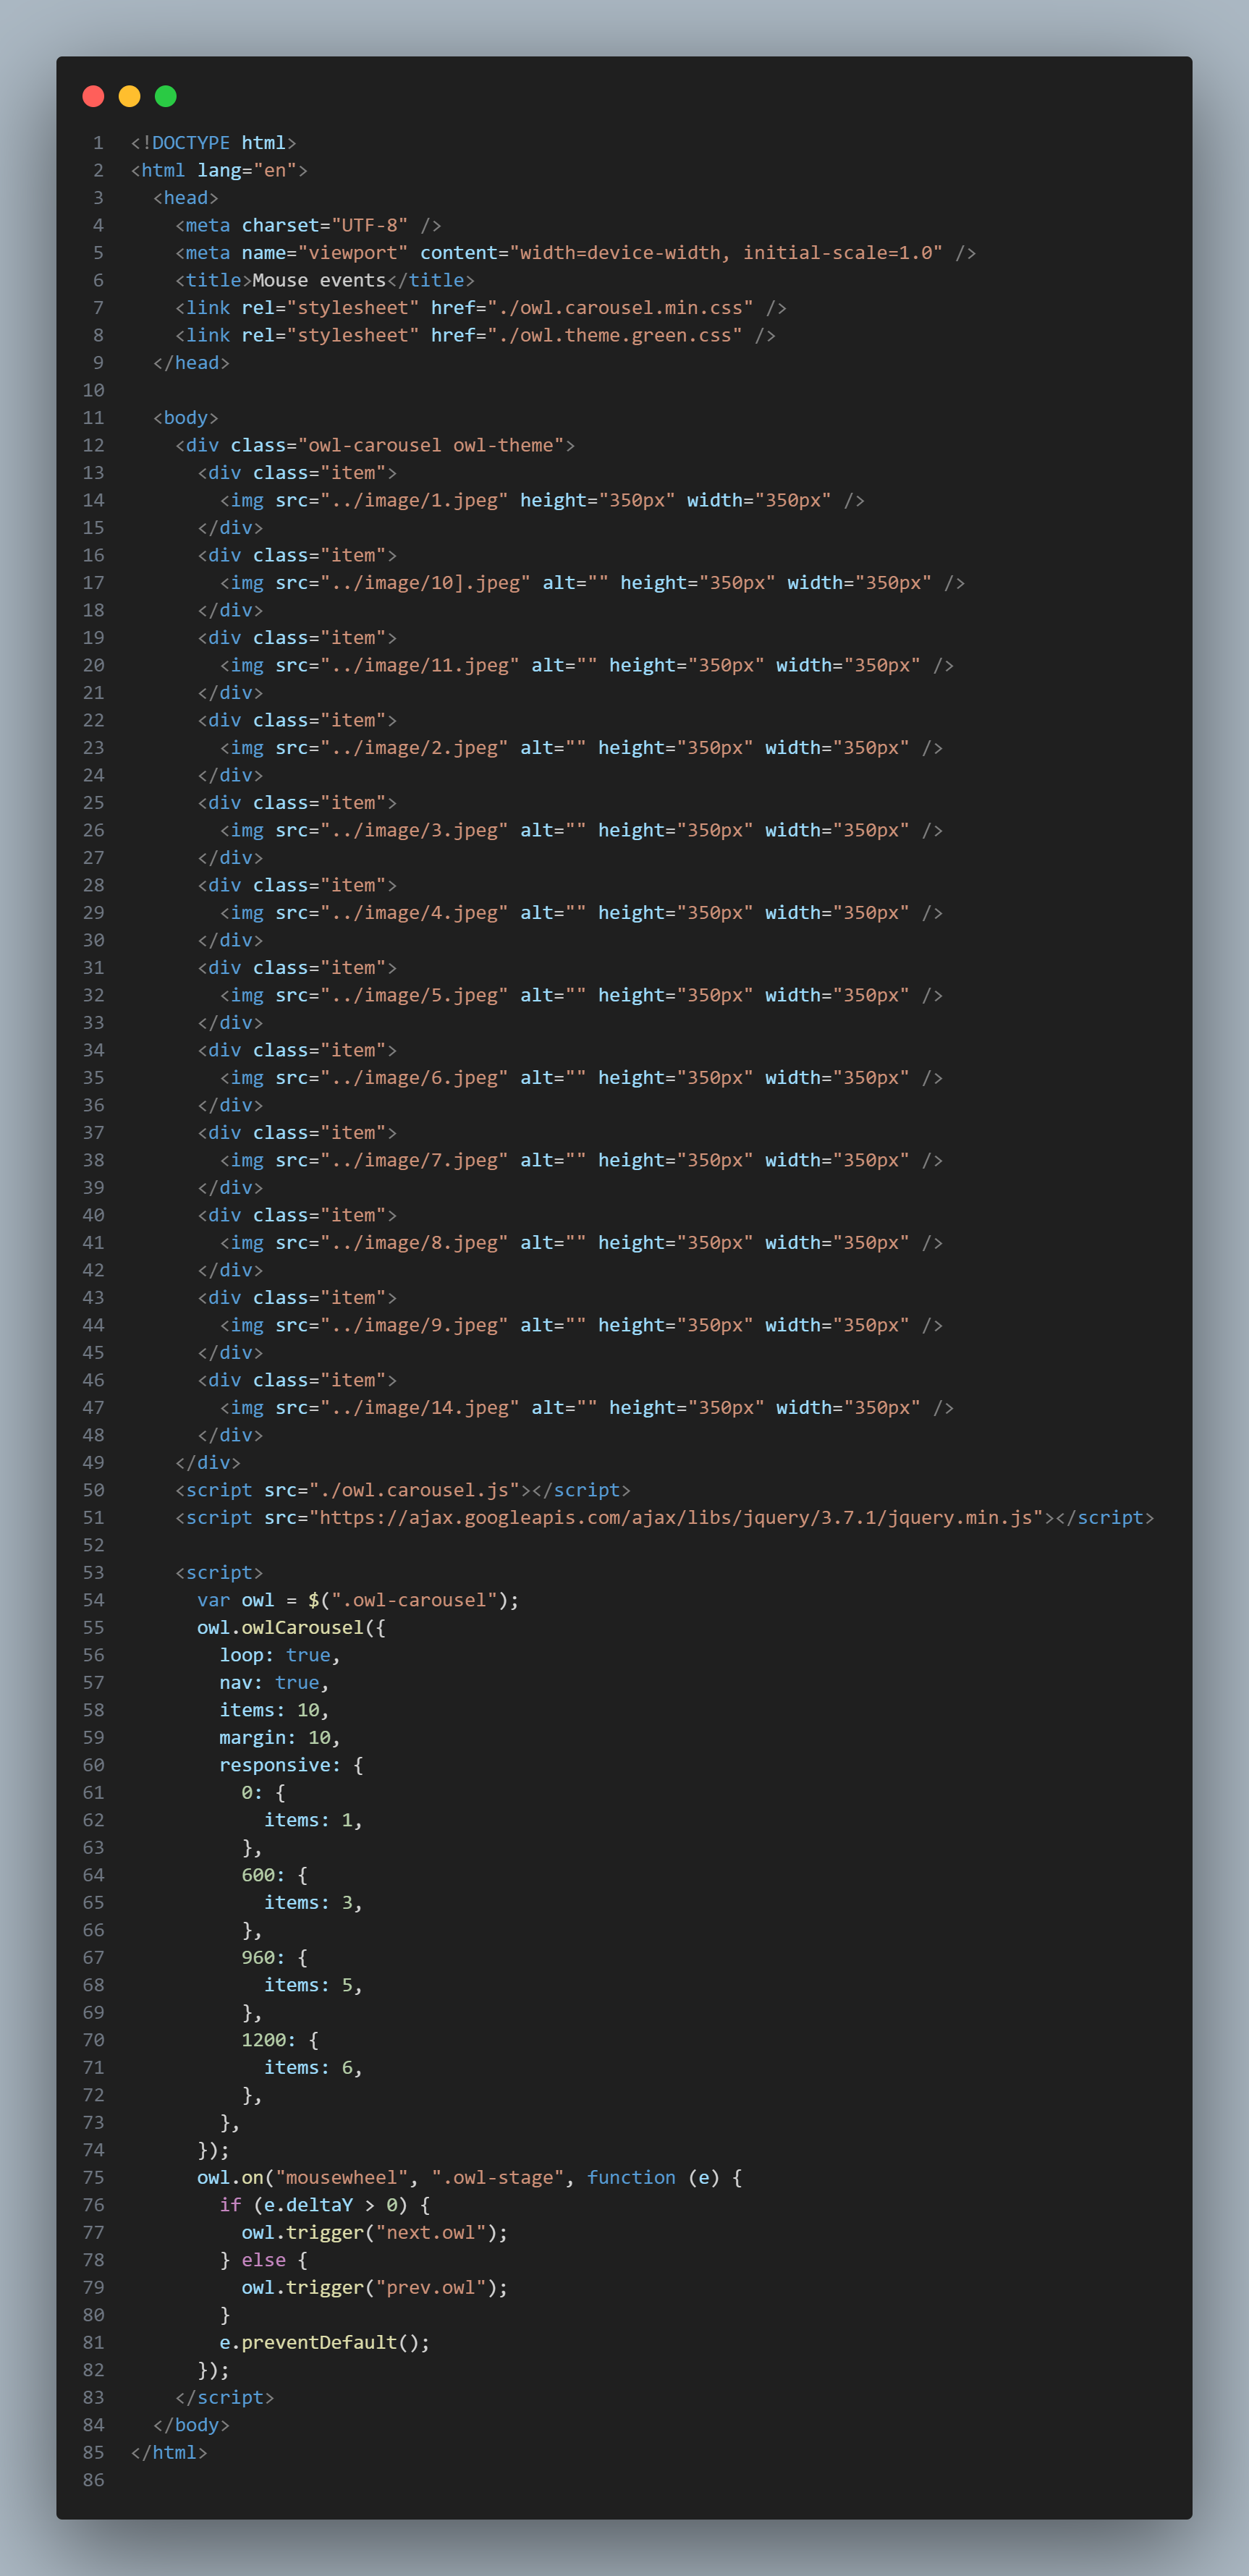 1 <!DOCTYPE html>
2 <html lang="en">
3   <head>
4     <meta charset="UTF-8" />
5     <meta name="viewport" content="width=device-width, initial-scale=1.0" />
6     <title>Mouse events</title>
7     <link rel="stylesheet" href="./owl.carousel.min.css" />
8     <link rel="stylesheet" href="./owl.theme.green.css" />
9   </head>
10
11   <body>
12     <div class="owl-carousel owl-theme">
13       <div class="item">
14         <img src="../image/1.jpeg" height="350px" width="350px" />
15       </div>
16       <div class="item">
17         <img src="../image/10].jpeg" alt="" height="350px" width="350px" />
18       </div>
19       <div class="item">
20         <img src="../image/11.jpeg" alt="" height="350px" width="350px" />
21       </div>
22       <div class="item">
23         <img src="../image/2.jpeg" alt="" height="350px" width="350px" />
24       </div>
25       <div class="item">
26         <img src="../image/3.jpeg" alt="" height="350px" width="350px" />
27       </div>
28       <div class="item">
29         <img src="../image/4.jpeg" alt="" height="350px" width="350px" />
30       </div>
31       <div class="item">
32         <img src="../image/5.jpeg" alt="" height="350px" width="350px" />
33       </div>
34       <div class="item">
35         <img src="../image/6.jpeg" alt="" height="350px" width="350px" />
36       </div>
37       <div class="item">
38         <img src="../image/7.jpeg" alt="" height="350px" width="350px" />
39       </div>
40       <div class="item">
41         <img src="../image/8.jpeg" alt="" height="350px" width="350px" />
42       </div>
43       <div class="item">
44         <img src="../image/9.jpeg" alt="" height="350px" width="350px" />
45       </div>
46       <div class="item">
47         <img src="../image/14.jpeg" alt="" height="350px" width="350px" />
48       </div>
49     </div>
50     <script src="./owl.carousel.js"></script>
51     <script src="https://ajax.googleapis.com/ajax/libs/jquery/3.7.1/jquery.min.js"></script>
52
53     <script>
54       var owl = $(".owl-carousel");
55       owl.owlCarousel({
56         loop: true,
57         nav: true,
58         items: 10,
59         margin: 10,
60         responsive: {
61           0: {
62             items: 1,
63           },
64           600: {
65             items: 3,
66           },
67           960: {
68             items: 5,
69           },
70           1200: {
71             items: 6,
72           },
73         },
74       });
75       owl.on("mousewheel", ".owl-stage", function (e) {
76         if (e.deltaY > 0) {
77           owl.trigger("next.owl");
78         } else {
79           owl.trigger("prev.owl");
80         }
81         e.preventDefault();
82       });
83     </script>
84   </body>
85 </html>
86